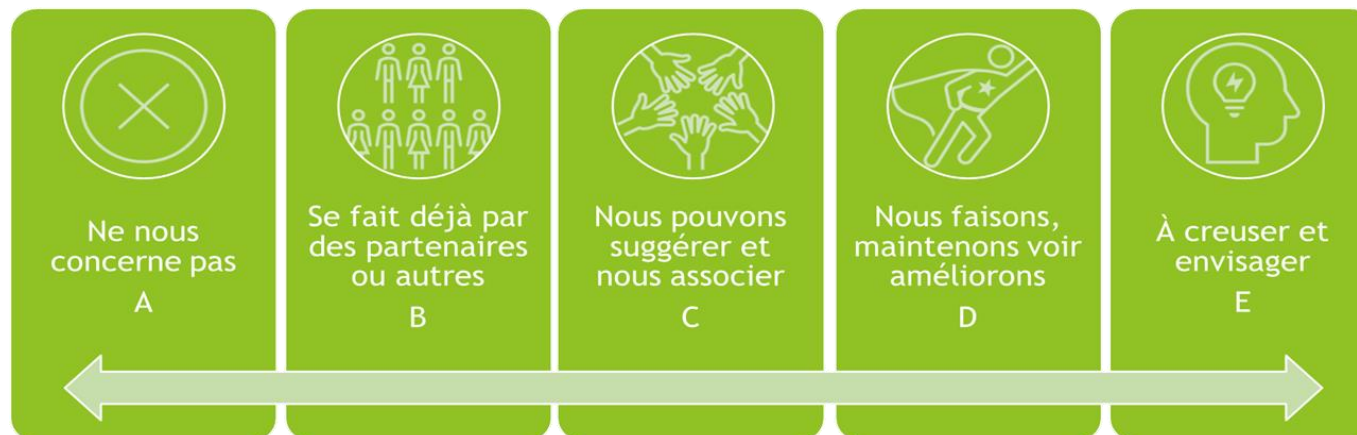 Ne nous
concerne pas
A
Se fait déjà par
des partenaires
ou autres
B
Nous pouvons
suggérer et
nous associer
C
Nous faisons,
maintenons voir
améliorons
D
À creuser et
envisager
E